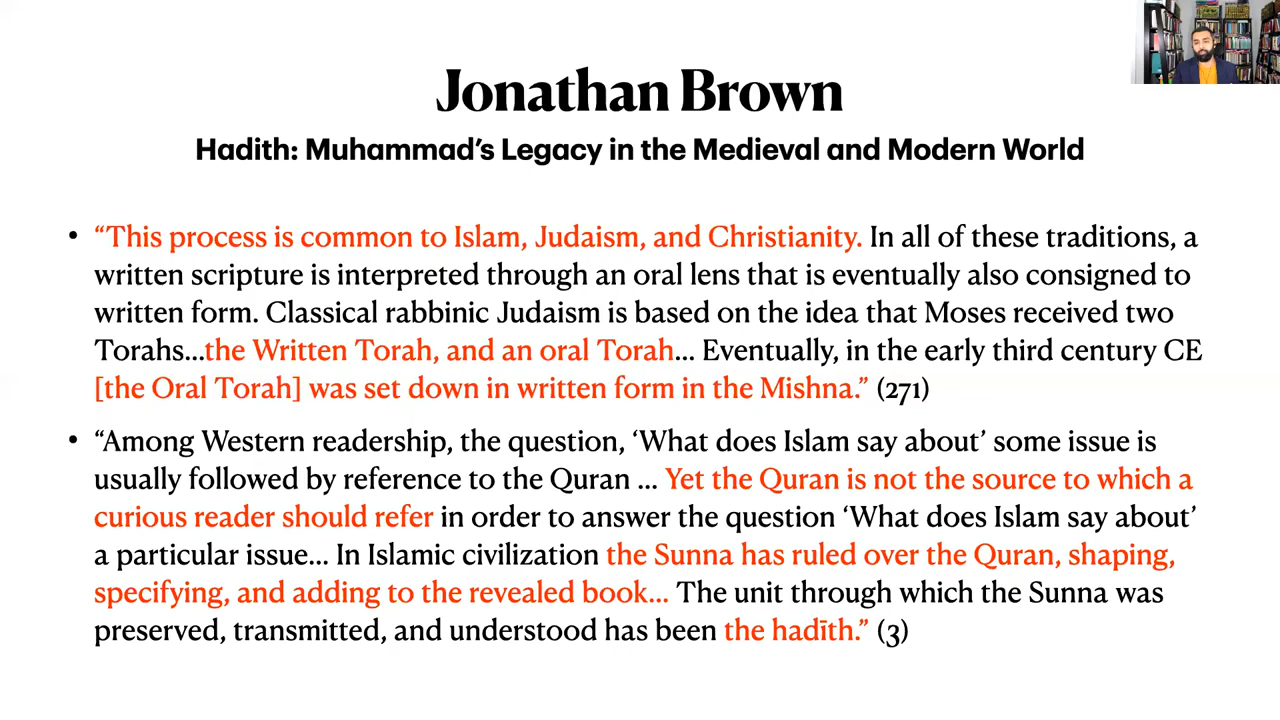 Jonathan Brown
Hadith: Muhammad’s Legacy in the Medieval and Modern World
• “This process is common to Islam, Judaism, and Christianity. In all of these traditions, a
written scripture is interpreted through an oral lens that is eventually also consigned to
written form. Classical rabbinic Judaism is based on the idea that Moses received two
Torahs...the Written Torah, and an oral Torah... Eventually, in the early third century CE
[the Oral Torah] was set down in written form in the Mishna.” (271)
• “Among Western readership, the question, ‘What does Islam say about’ some issue is
usually followed by reference to the Quran ... Yet the Quran is not the source to which a
curious reader should refer in order to answer the question ‘What does Islam say about’
a particular issue... In Islamic civilization the Sunna has ruled over the Quran, shaping,
specifying, and adding to the revealed book... The unit through which the Sunna was
preserved, transmitted, and understood has been the hadīth.” (3)